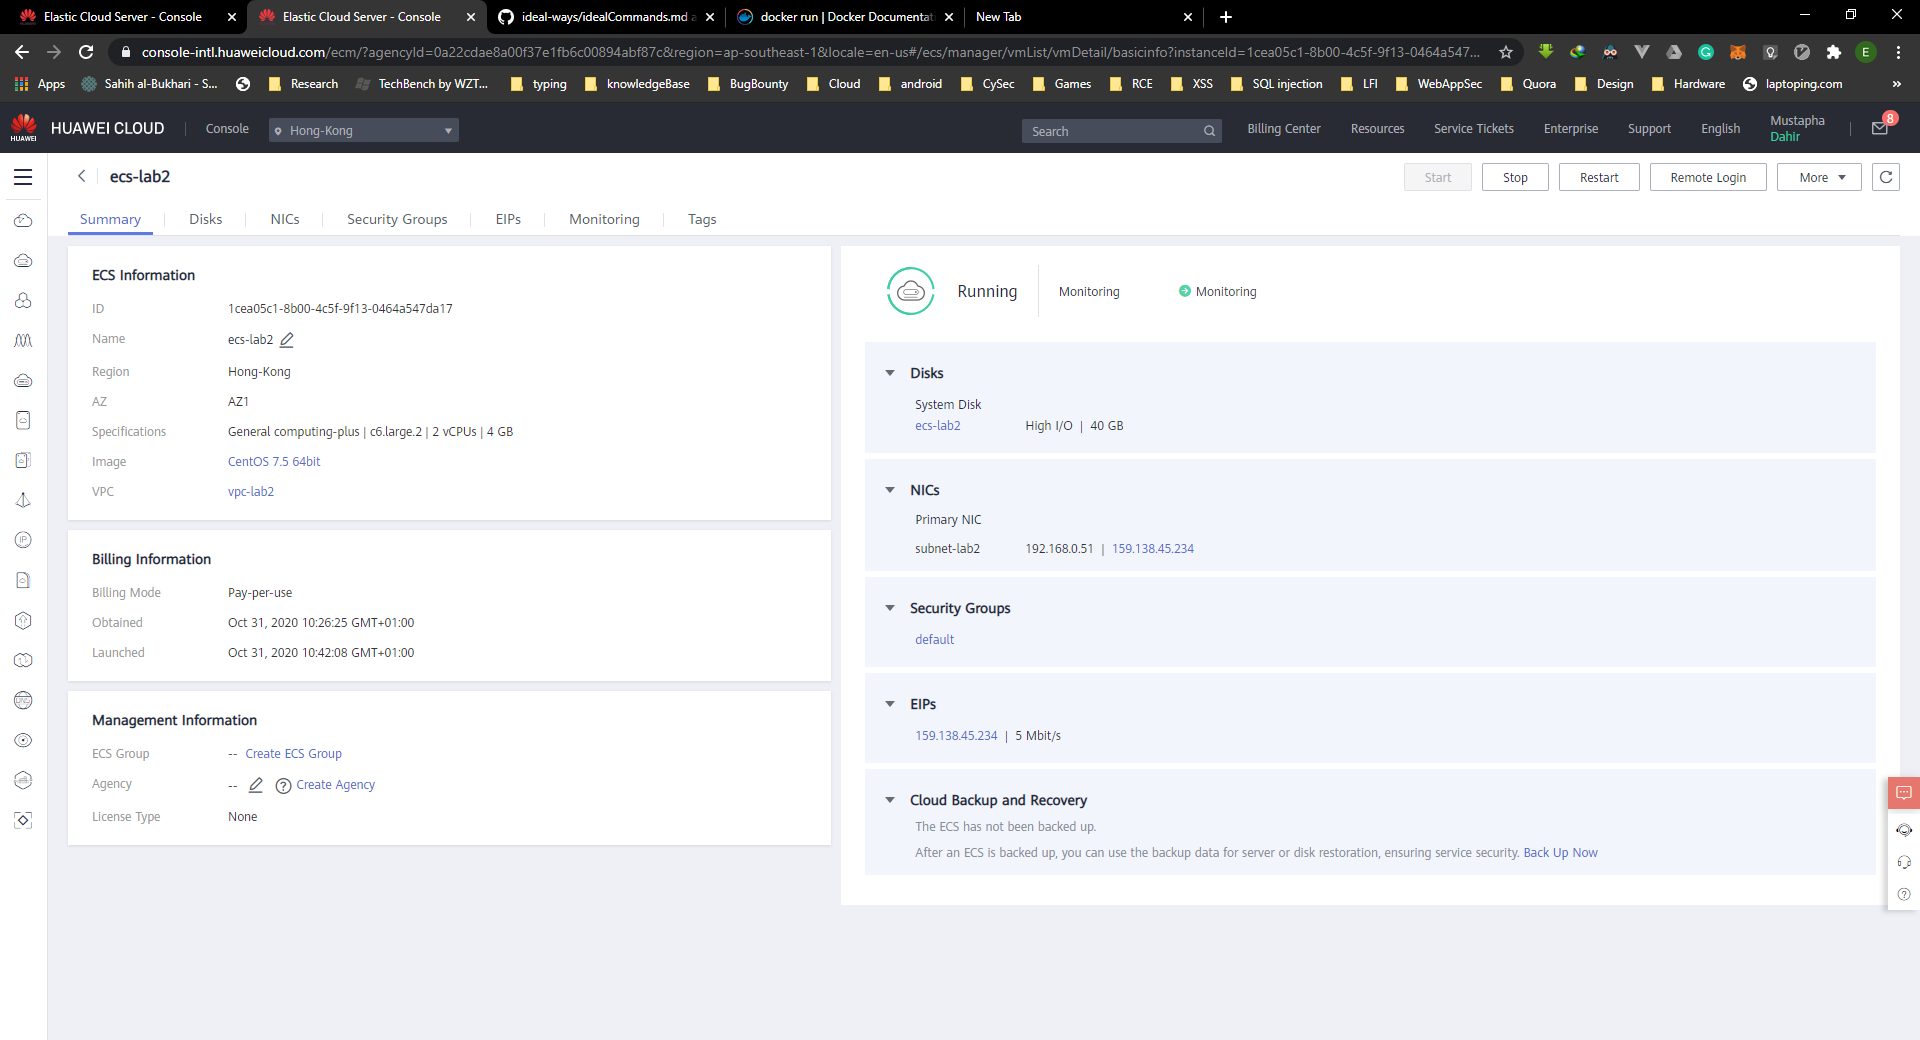 Elastic Cloud Server - Console
Elastic Cloud Server - Console
ideal-ways/idealCommands.md a
docker run | Docker Documentati
New Tab
console-intl.huaweicloud.com/ecm/?agencyId=0a22cdae8a00f37e1fb6c00894abf87c&region=ap-southeast-1&locale=en-us#/ecs/manager/vmList/vmDetail/basicinfo?instanceId=1cea05c1-8b00-4c5f-9f13-0464a547...
E
Apps
Sahih al-Bukhari - S...
Research
TechBench by WZT...
typing
knowledgeBase
BugBounty
Cloud
android
CySec
Games
RCE
XSS
SQL injection
LFI
WebAppSec
Quora
Design
Hardware
laptoping.com
»
HUAWEI
HUAWEI CLOUD
Console
Hong-Kong
Search
Billing Center
Resources
Service Tickets
Enterprise
Support
English
Mustapha
Dahir
8
ecs-lab2
Start
Stop
Restart
Remote Login
More
Summary
Disks
NICs
Security Groups
EIPs
Monitoring
Tags
ECS Information
ID 1cea05c1-8b00-4c5f-9f13-0464a547da17
Name ecs-lab2
Region Hong-Kong
AZ AZ1
Specifications General computing-plus | c6.large.2 | 2 vCPUs | 4 GB
Image CentOS 7.5 64bit
VPC vpc-lab2
Billing Information
Billing Mode Pay-per-use
Obtained Oct 31, 2020 10:26:25 GMT+01:00
Launched Oct 31, 2020 10:42:08 GMT+01:00
Management Information
ECS Group -- Create ECS Group
Agency -- Create Agency
License Type None
Running
Monitoring
Monitoring
Disks
System Disk
ecs-lab2 High I/O | 40 GB
NICs
Primary NIC
subnet-lab2 192.168.0.51 | 159.138.45.234
Security Groups
default
EIPs
159.138.45.234 | 5 Mbit/s
Cloud Backup and Recovery
The ECS has not been backed up.
After an ECS is backed up, you can use the backup data for server or disk restoration, ensuring service security. Back Up Now
IP